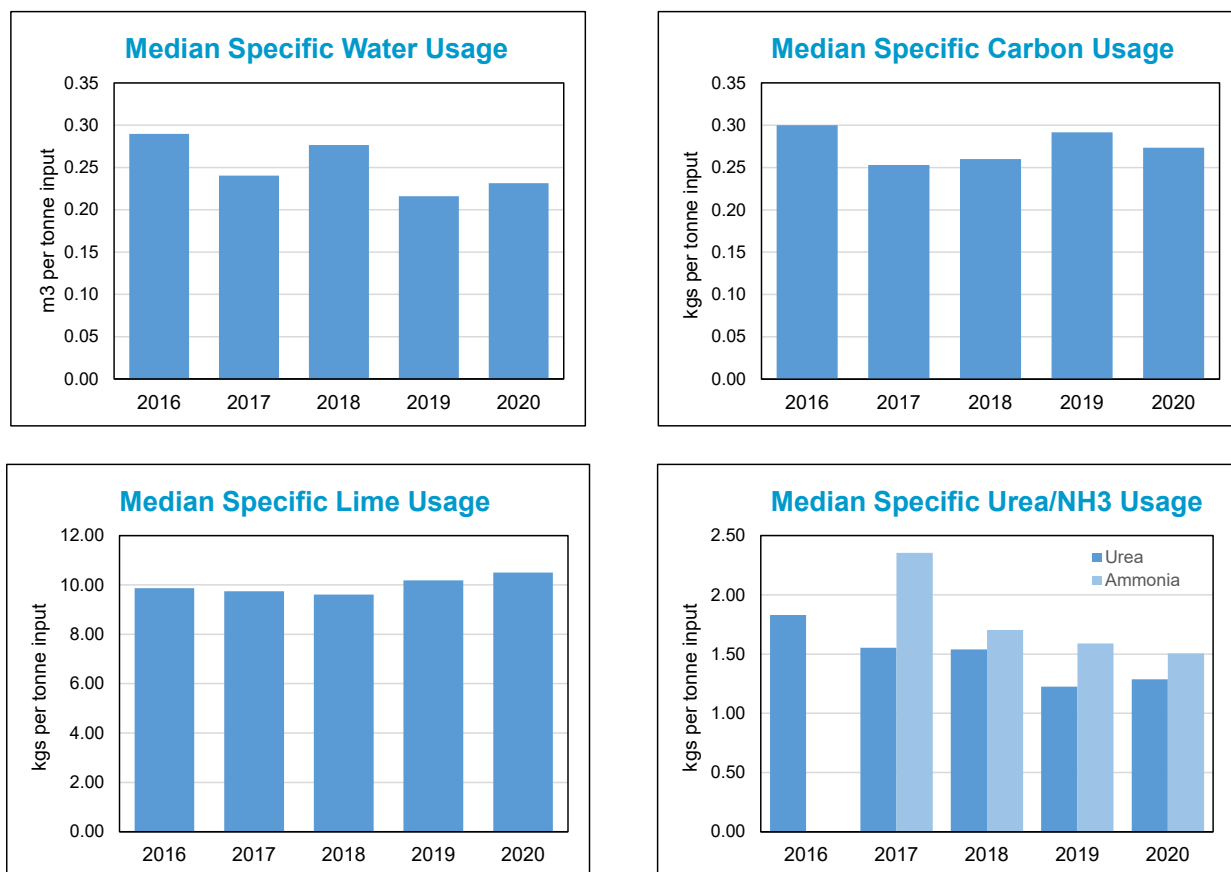 Median Specific Water Usage
0.35
0.30
0.25
0.20
0.15
0.10
0.05
0.00
m3 per tonne input
2016 2017 2018 2019 2020
Median Specific Carbon Usage
0.35
0.30
0.25
0.20
0.15
0.10
0.05
0.00
kgs per tonne input
2016 2017 2018 2019 2020
Median Specific Lime Usage
12.00
10.00
8.00
6.00
4.00
2.00
0.00
kgs per tonne input
2016 2017 2018 2019 2020
Median Specific Urea/NH3 Usage
2.50
2.00
1.50
1.00
0.50
0.00
kgs per tonne input
Urea
Ammonia
2016 2017 2018 2019 2020